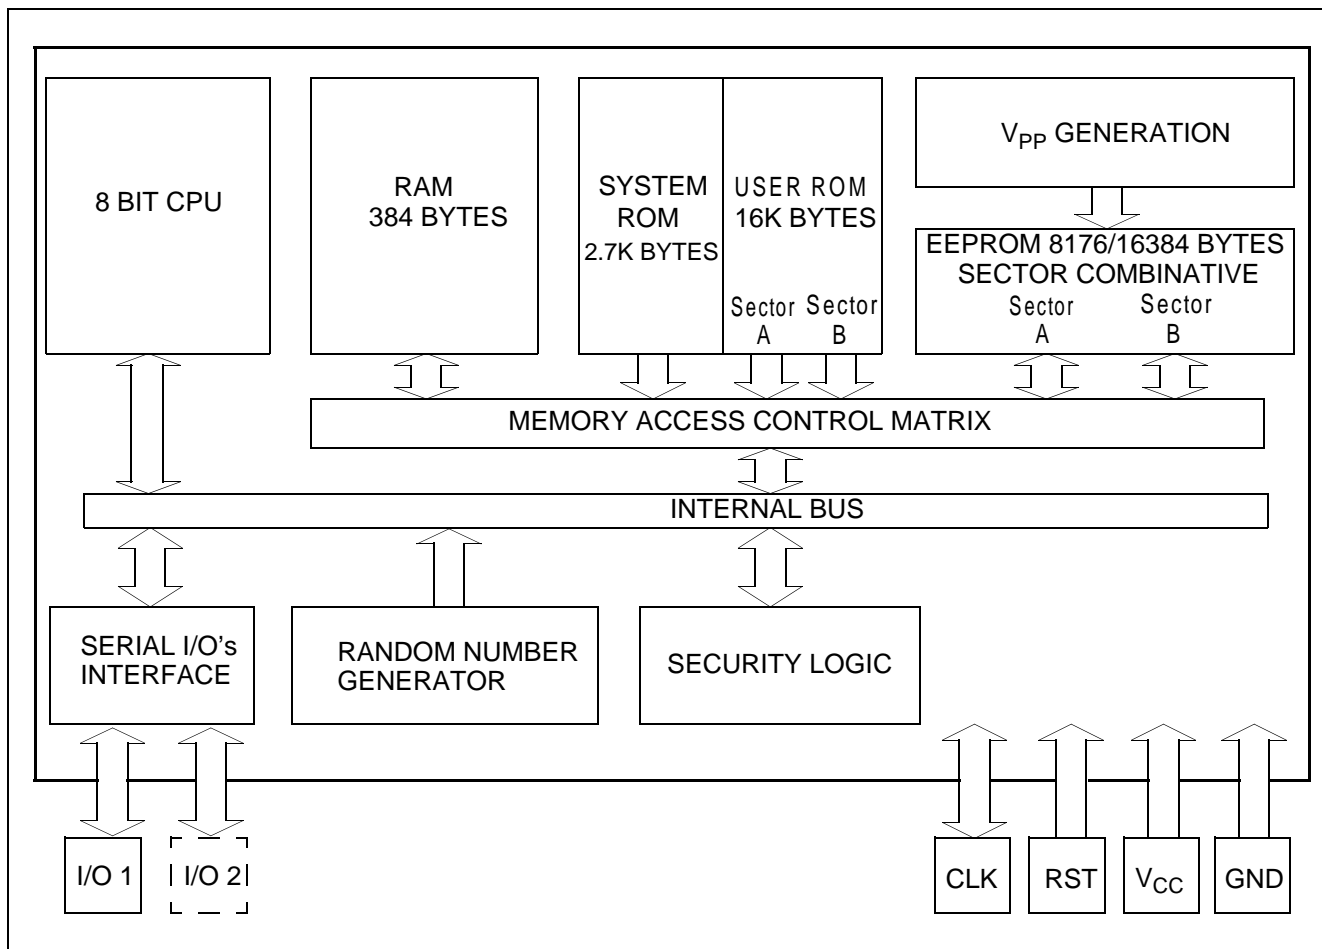 8 BIT CPU
RAM
384 BYTES
SYSTEM
ROM
2.7K BYTES
USER ROM
16K BYTES
Sector
A
Sector
B
VPP GENERATION
EEPROM 8176/16384 BYTES
SECTOR COMBINATIVE
Sector
A
Sector
B
MEMORY ACCESS CONTROL MATRIX
INTERNAL BUS
SERIAL I/O's
INTERFACE
RANDOM NUMBER
GENERATOR
SECURITY LOGIC
I/O 1
I/O 2
CLK
RST
VCC
GND